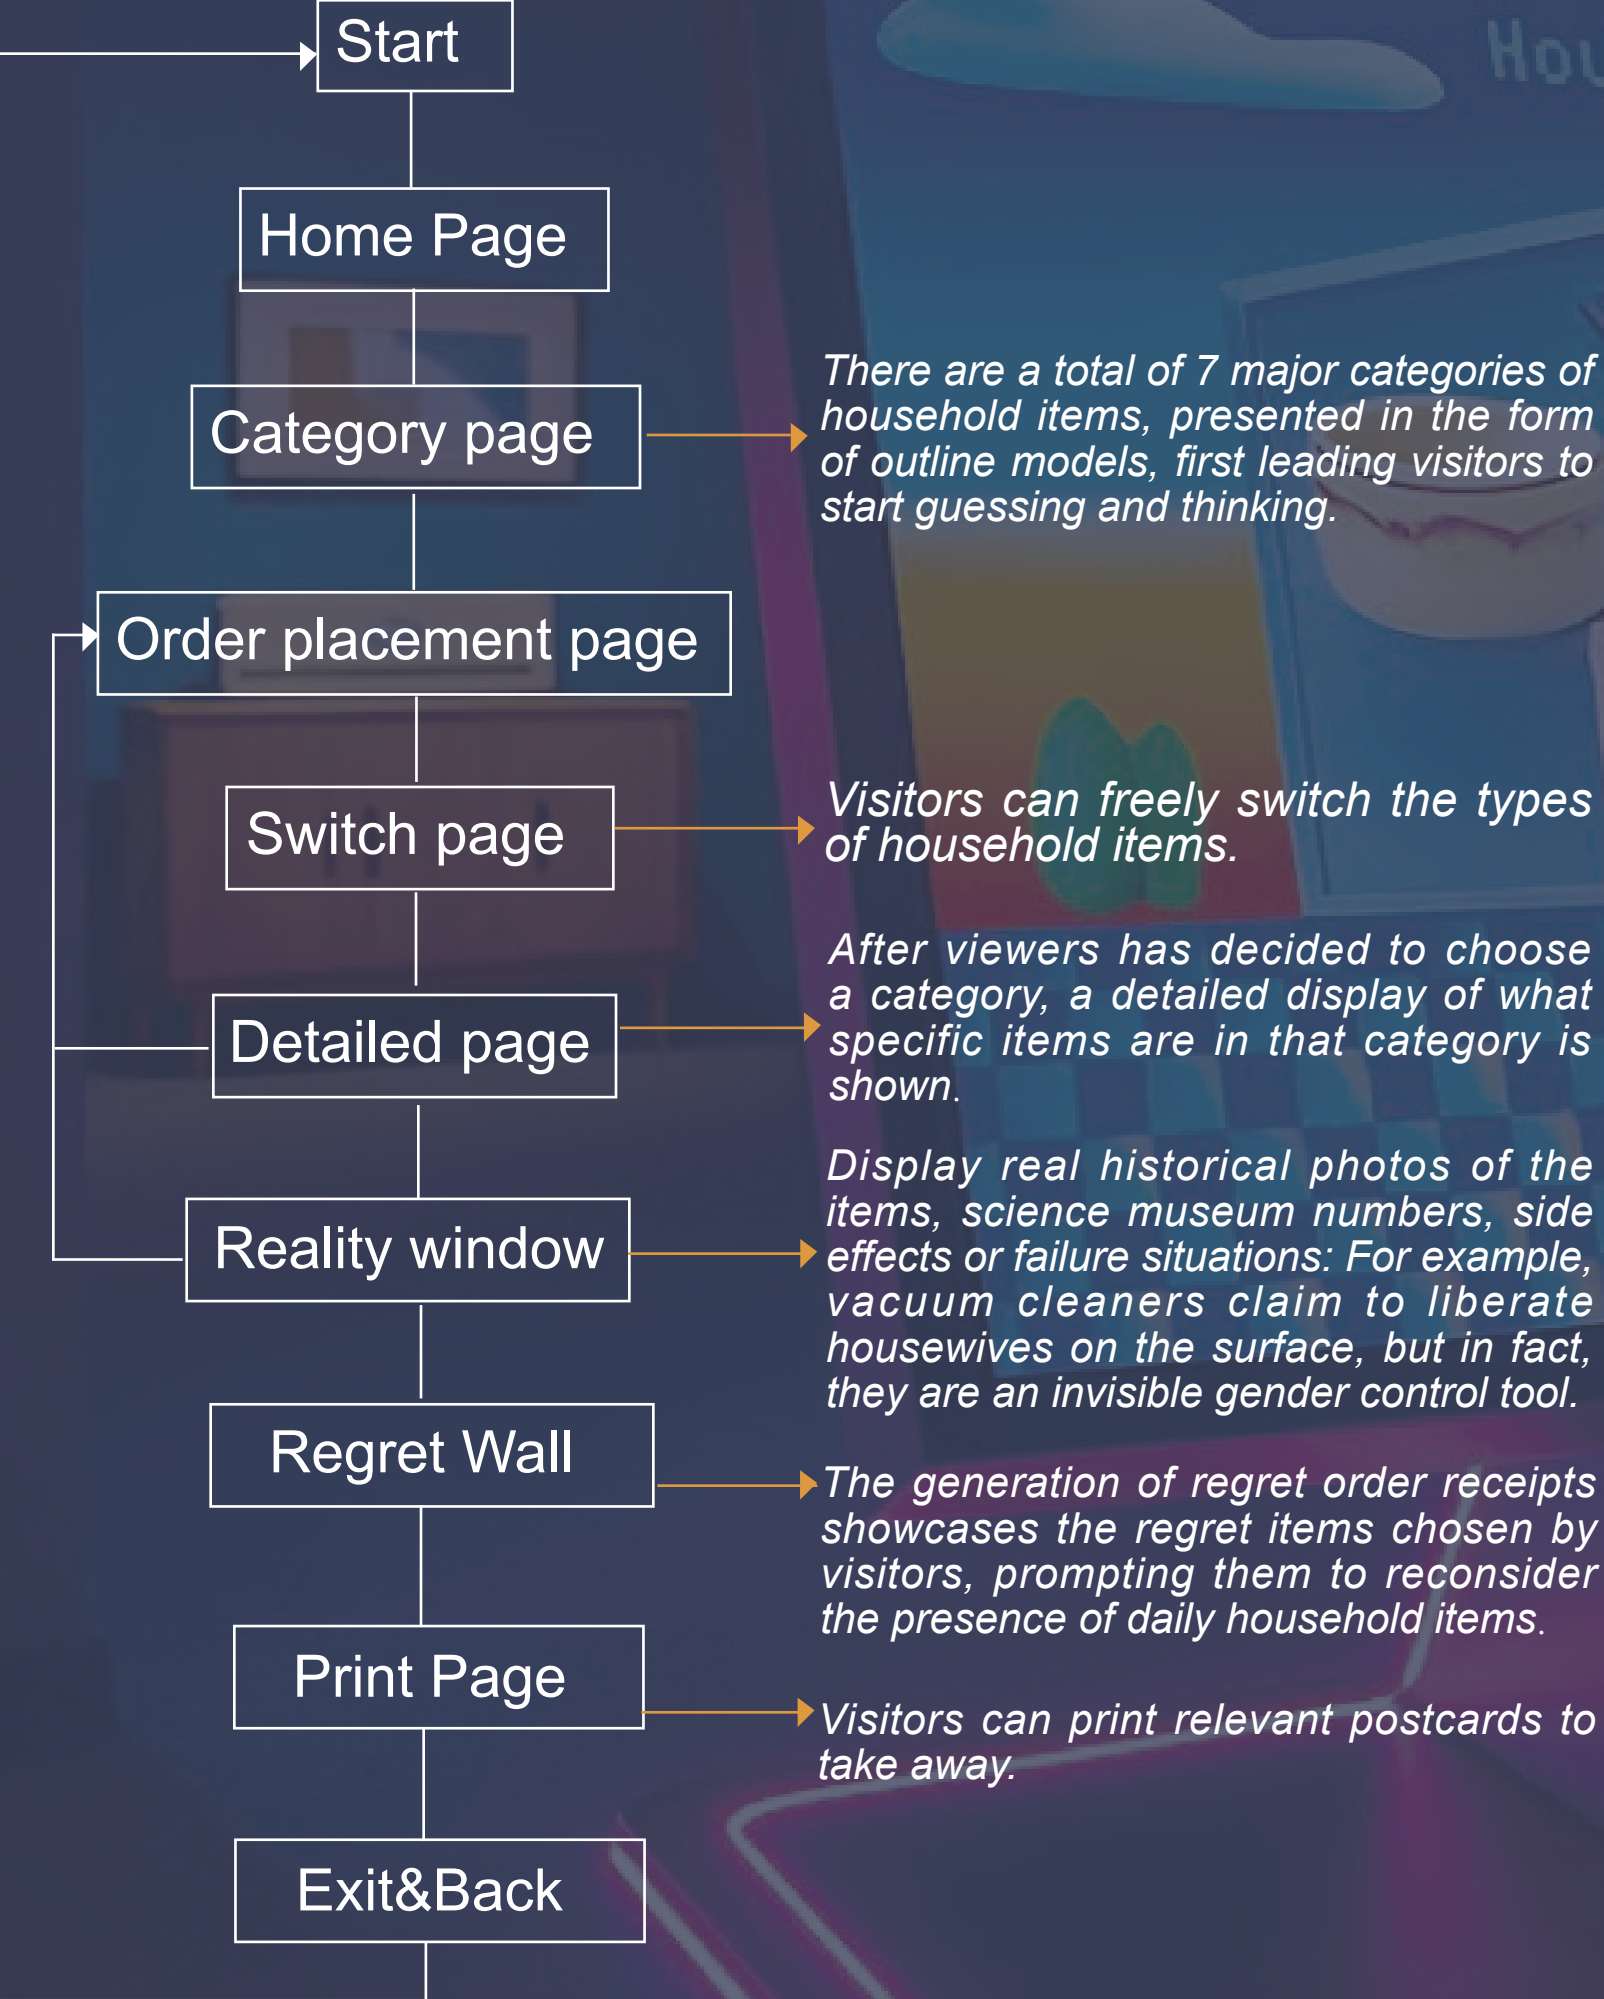 Start
Home Page
Category page
There are a total of 7 major categories of
household items, presented in the form
of outline models, first leading visitors to
start guessing and thinking.
Order placement page
Switch page
Visitors can freely switch the types
of household items.
Detailed page
After viewers has decided to choose
a category, a detailed display of what
specific items are in that category is
shown.
Reality window
Display real historical photos of the
items, science museum numbers, side
effects or failure situations: For example,
vacuum cleaners claim to liberate
housewives on the surface, but in fact,
they are an invisible gender control tool.
Regret Wall
The generation of regret order receipts
showcases the regret items chosen by
visitors, prompting them to reconsider
the presence of daily household items.
Print Page
Visitors can print relevant postcards to
take away.
Exit&Back